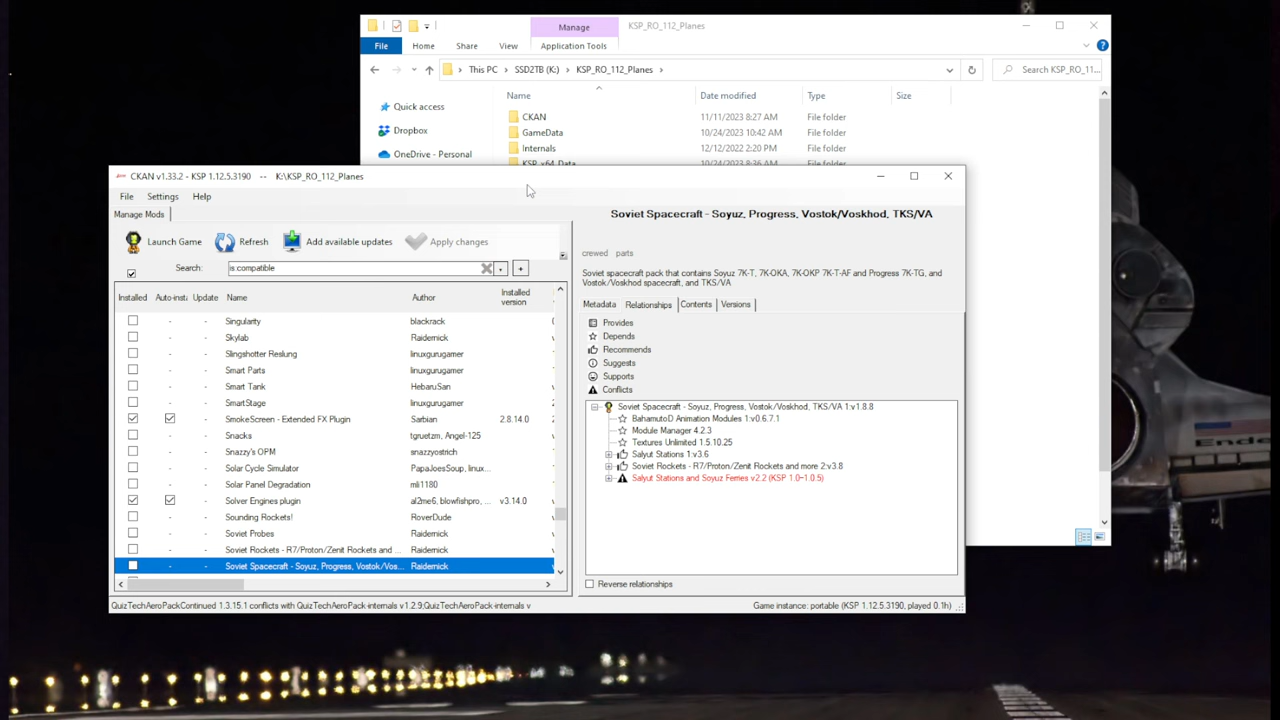 Manage
KSP_RO_112_Planes
File
Home
Share
View
Application Tools
This PC > SSD2TB (K:) > KSP_RO_112_Planes >
Search KSP_RO_11...
Name
Date modified
Type
Size
Quick access
Dropbox
OneDrive - Personal
CKAN 11/11/2023 8:27 AM File folder
GameData 10/24/2023 10:42 AM File folder
Internals 12/12/2022 2:20 PM File folder
KSP_x64_Data 10/24/2023 8:36 AM File folder
CKAN v1.33.2 - KSP 1.12.5.3190 -- K:\KSP_RO_112_Planes
File Settings Help
Manage Mods
Launch Game
Refresh
Add available updates
Apply changes
Search: is:compatible
Installed Auto-insta Update Name Author Installed version
Singularity blackrack
Skylab Raidernick
Slingshotter Reslung linuxgurugamer
Smart Parts linuxgurugamer
Smart Tank HebaruSan
SmartStage linuxgurugamer
SmokeScreen - Extended FX Plugin Sarbian 2.8.14.0
Snacks tgruetzm, Angel-125
Snazzy's OPM snazzyostrich
Solar Cycle Simulator PapaJoesSoup, linux...
Solar Panel Degradation mli1180
Solver Engines plugin al2me6, blowfishpro, ... v3.14.0
Sounding Rockets! RoverDude
Soviet Probes Raidernick
Soviet Rockets - R7/Proton/Zenit Rockets and ... Raidernick
Soviet Spacecraft - Soyuz, Progress, Vostok/Vos... Raidernick
Soviet Spacecraft - Soyuz, Progress, Vostok/Voskhod, TKS/VA
crewed parts
Soviet spacecraft pack that contains Soyuz 7K-T, 7K-OKA, 7K-OKP 7K-T-AF and Progress 7K-TG, and
Vostok/Voskhod spacecraft, and TKS/VA
Metadata Relationships Contents Versions
Provides
Depends
Recommends
Suggests
Supports
Conflicts
Soviet Spacecraft - Soyuz, Progress, Vostok/Voskhod, TKS/VA 1:v1.8.8
BahamutoD Animation Modules 1:v0.6.7.1
Module Manager 4.2.3
Textures Unlimited 1.5.10.25
Salyut Stations 1:v3.6
Soviet Rockets - R7/Proton/Zenit Rockets and more 2:v3.8
Salyut Stations and Soyuz Ferries v2.2 (KSP 1.0-1.0.5)
Reverse relationships
QuizTechAeroPackContinued 1.3.15.1 conflicts with QuizTechAeroPack-internals v1.2.9;QuizTechAeroPack-internals v
Game instance: portable (KSP 1.12.5.3190, played 0.1h)
Ende